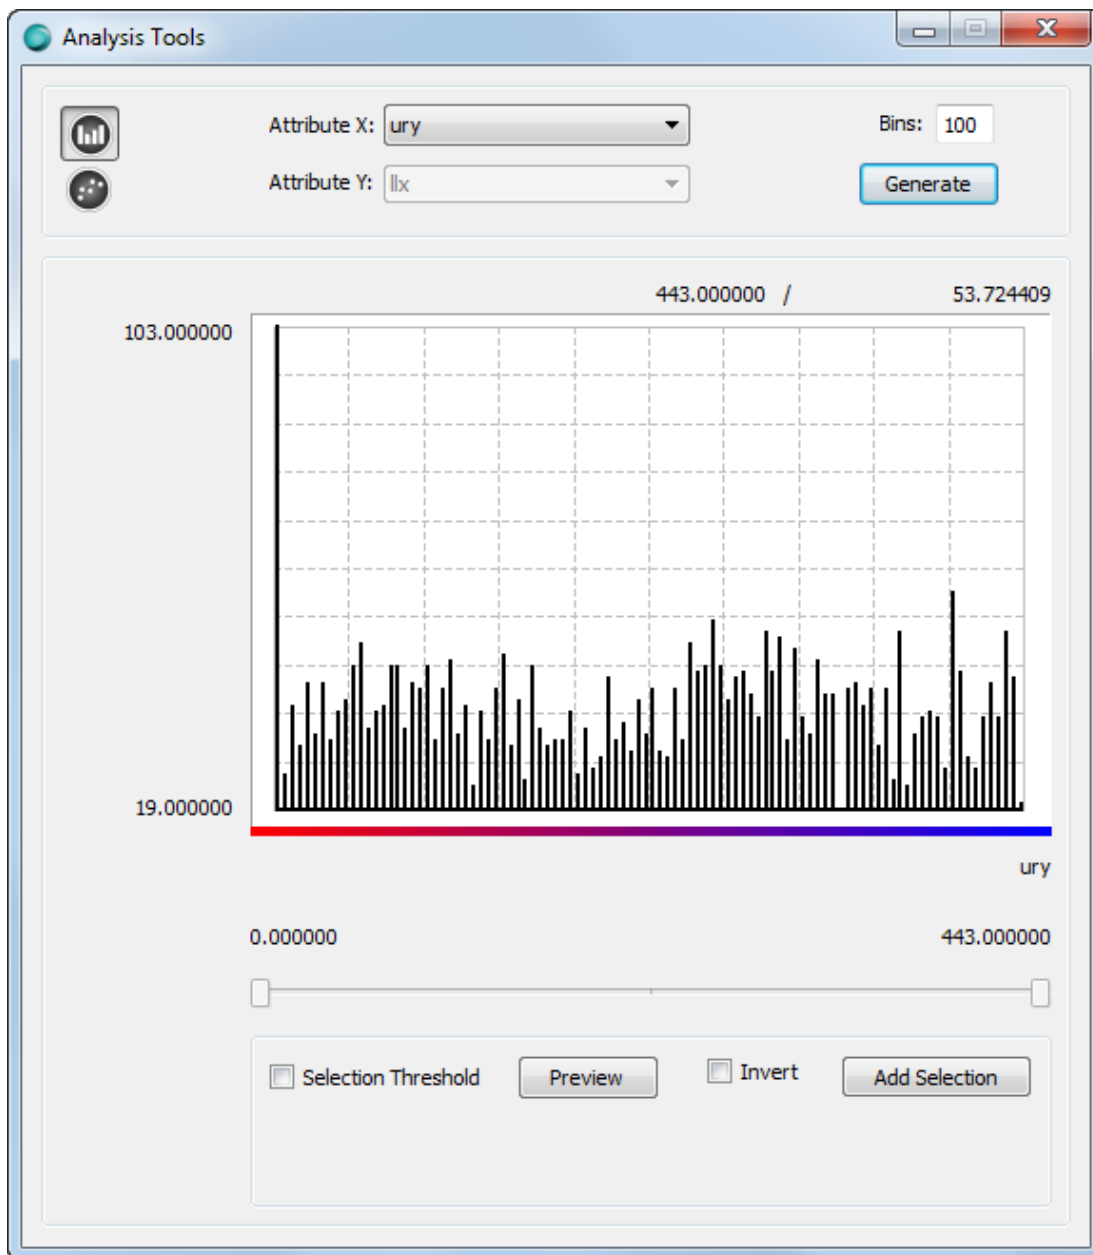 Analysis Tools
Attribute X: ury Bins: 100
Attribute Y: llx Generate
443.000000 / 53.724409
103.000000
19.000000
ury
0.000000 443.000000
Selection Threshold Preview Invert Add Selection